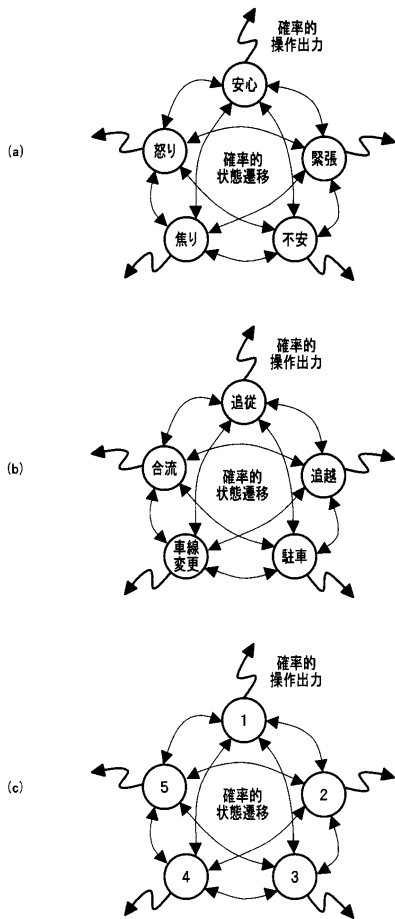 (a)
確率的
操作出力
安心
怒り
緊張
確率的
状態遷移
焦り
不安
(b)
確率的
操作出力
追従
合流
追越
確率的
状態遷移
車線
変更
駐車
(c)
確率的
操作出力
1
5
2
確率的
状態遷移
4
3